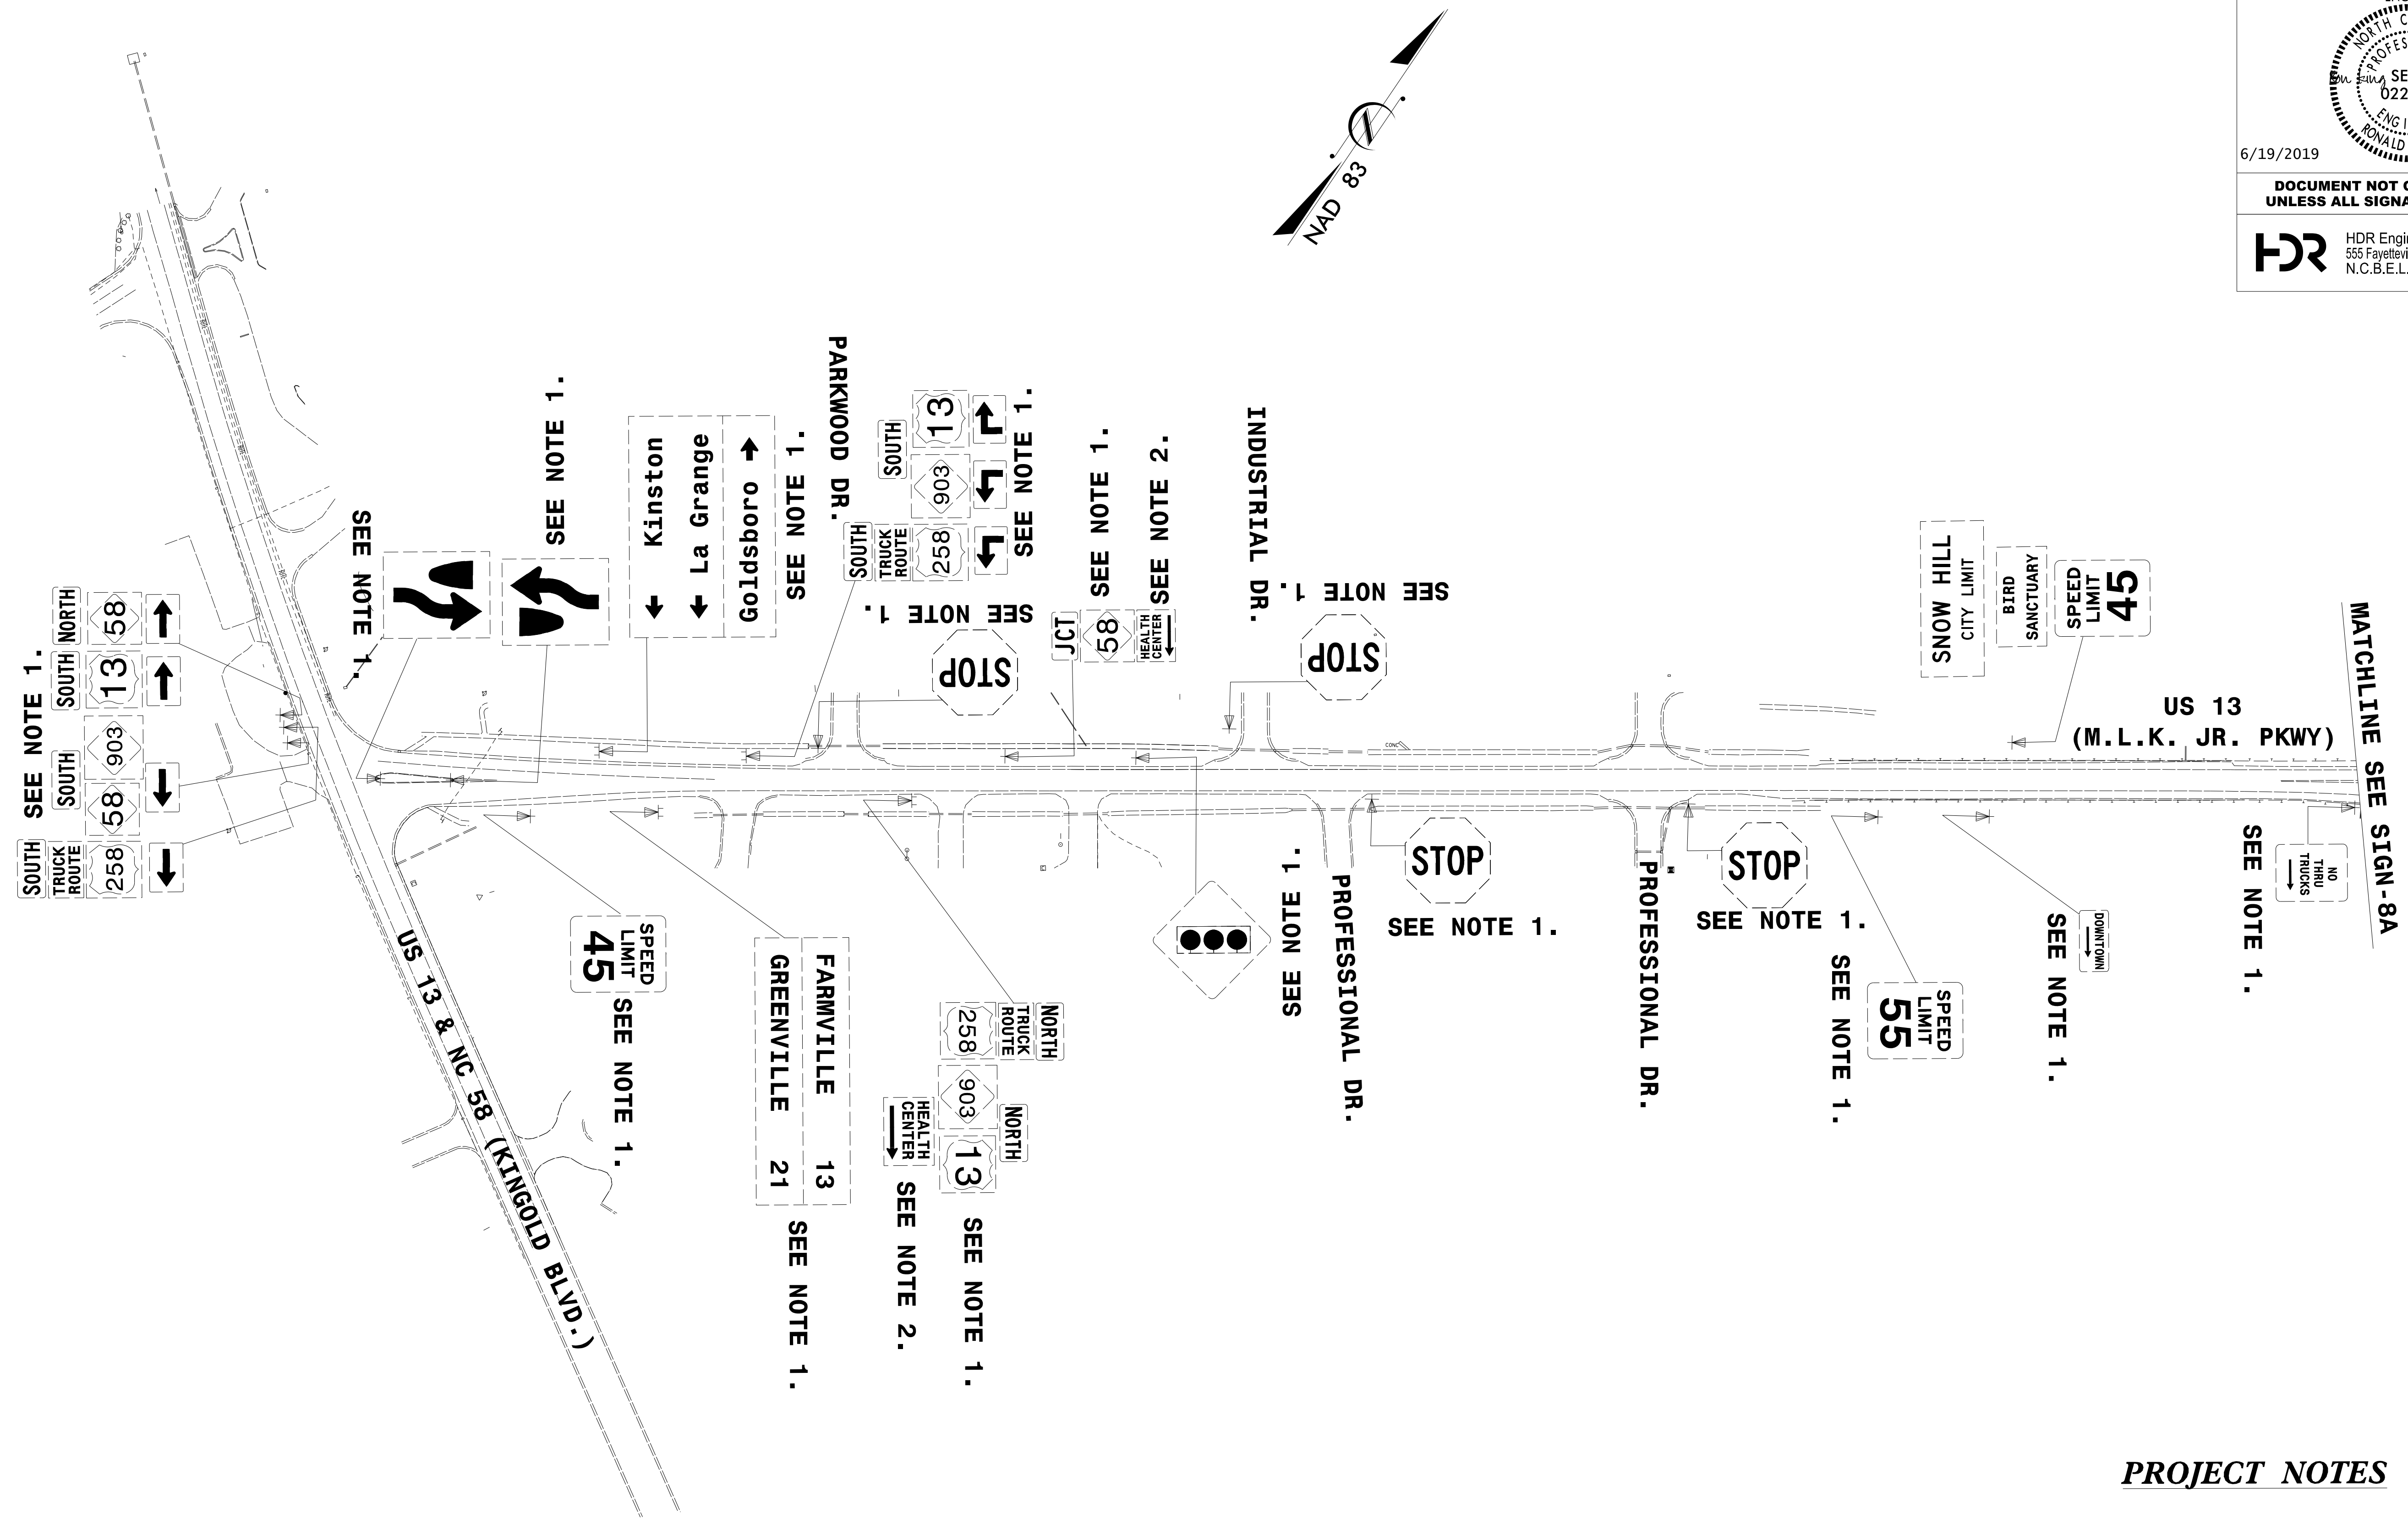 NORTH C
PROFES
SE
022
ENGI
RONALD
6/19/2019
DOCUMENT NOT
UNLESS ALL SIGNA
HDR
HDR Engi
555 Fayettevi
N.C.B.E.L.
NAD 83
SEE NOTE 1.
NORTH
58
SOUTH
13
SOUTH
903
58
SOUTH
TRUCK
ROUTE
258
SEE NOTE 1.
SEE NOTE 1.
Kinston
La Grange
Goldsboro
SEE NOTE 1.
PARKWOOD DR.
SOUTH
13
903
SOUTH
TRUCK
ROUTE
258
SEE NOTE 1.
STOP
SEE NOTE 1.
JCT
58
SEE NOTE 1.
HEALTH
CENTER
SEE NOTE 2.
INDUSTRIAL DR.
STOP
SEE NOTE 1.
CONC
SNOW HILL
CITY LIMIT
BIRD
SANCTUARY
SPEED
LIMIT
45
US 13
(M.L.K. JR. PKWY)
MATCHLINE SEE SIGN-8A
US 13 & NC 58 (KINGOLD BLVD.)
SPEED
LIMIT
45
SEE NOTE 1.
FARMVILLE 13
GREENVILLE 21
SEE NOTE 1.
NORTH
TRUCK
ROUTE
258
NORTH
903
13
SEE NOTE 1.
HEALTH
CENTER
SEE NOTE 2.
SEE NOTE 1.
PROFESSIONAL DR.
STOP
SEE NOTE 1.
PROFESSIONAL DR.
STOP
SEE NOTE 1.
SPEED
LIMIT
55
SEE NOTE 1.
DOWNTOWN
SEE NOTE 1.
NO
THRU
TRUCKS
SEE NOTE 1.
PROJECT NOTES